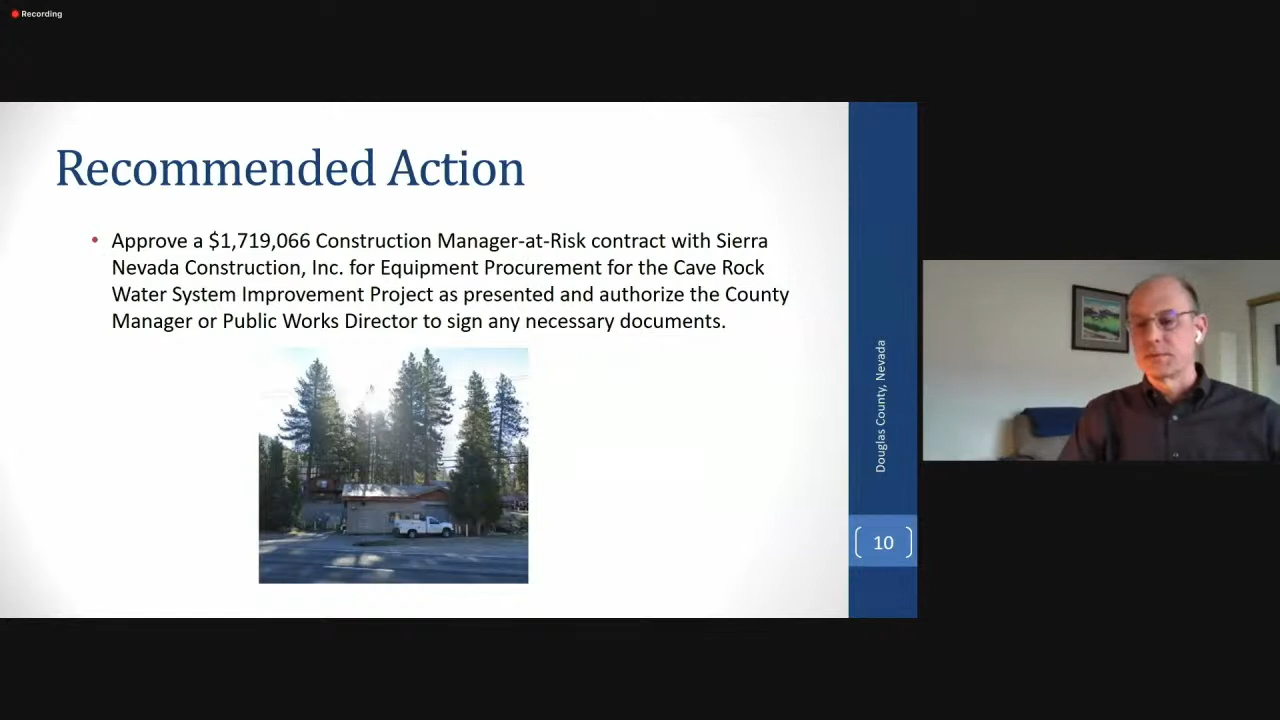 Recording
Recommended Action
• Approve a $1,719,066 Construction Manager-at-Risk contract with Sierra
Nevada Construction, Inc. for Equipment Procurement for the Cave Rock
Water System Improvement Project as presented and authorize the County
Manager or Public Works Director to sign any necessary documents.
Douglas County, Nevada
10